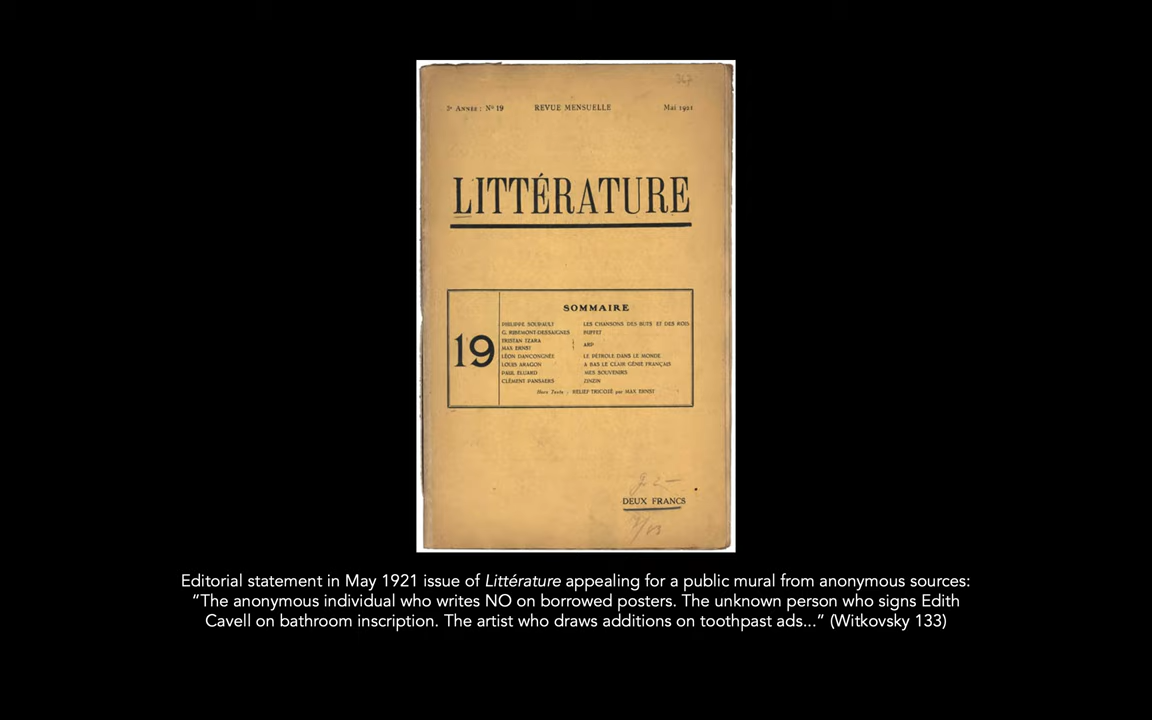 367
2e ANNÉE : No 19 REVUE MENSUELLE Mai 1921
LITTÉRATURE
19
SOMMAIRE
PHILIPPE SOUPAULT LES CHANSONS DES BUTS ET DES ROIS
G. RIBEMONT-DESSAIGNES BUFFET
TRISTAN TZARA
MAX ERNST } ARP
LÉON DANCONGNÉE LE PÉTROLE DANS LE MONDE
LOUIS ARAGON A BAS LE CLAIR GÉNIE FRANÇAIS
PAUL ELUARD MES SOUVENIRS
CLÉMENT PANSAERS ZINZIN
Hors Texte : RELIEF TRICOTÉ par MAX ERNST
DEUX FRANCS
Editorial statement in May 1921 issue of Littérature appealing for a public mural from anonymous sources:
“The anonymous individual who writes NO on borrowed posters. The unknown person who signs Edith
Cavell on bathroom inscription. The artist who draws additions on toothpast ads...” (Witkovsky 133)